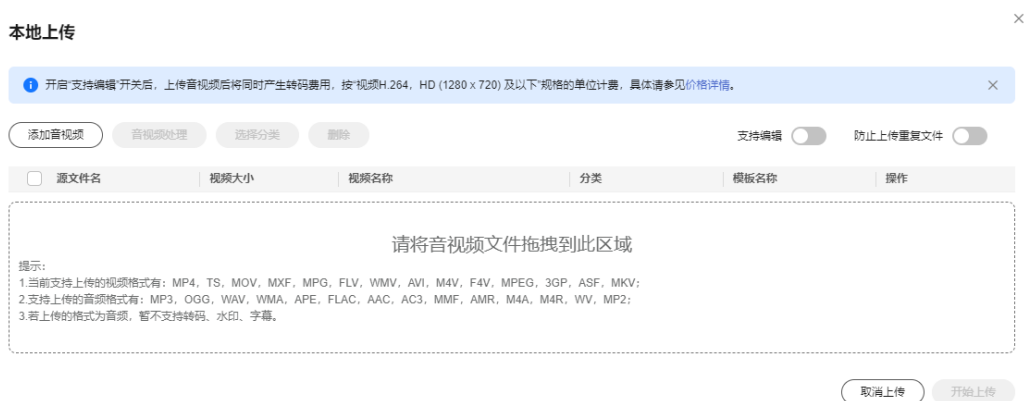 本地上传
开启“支持编辑”开关后，上传音视频后将同时产生转码费用，按“视频H.264，HD (1280 x 720) 及以下”规格的单位计费，具体请参见价格详情。
添加音视频 音视频处理 选择分类 删除 支持编辑 防止上传重复文件
源文件名 视频大小 视频名称 分类 模板名称 操作
请将音视频文件拖拽到此区域
提示：
1.当前支持上传的视频格式有：MP4，TS，MOV，MXF，MPG，FLV，WMV，AVI，M4V，F4V，MPEG，3GP，ASF，MKV；
2.支持上传的音频格式有：MP3，OGG，WAV，WMA，APE，FLAC，AAC，AC3，MMF，AMR，M4A，M4R，WV，MP2；
3.若上传的格式为音频，暂不支持转码、水印、字幕。
取消上传 开始上传